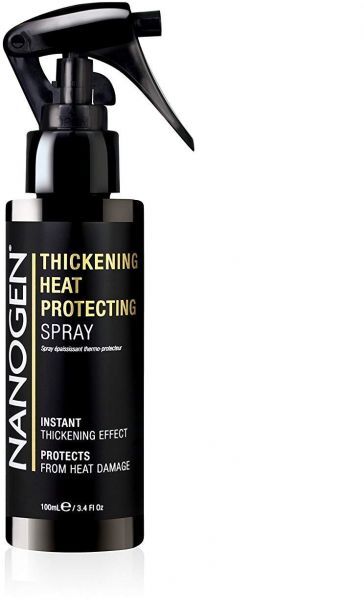 NANOGEN®
THICKENING
HEAT
PROTECTING
SPRAY
Spray épaississant thermo-protecteur
INSTANT
THICKENING EFFECT
PROTECTS
FROM HEAT DAMAGE
100mL℮/ 3.4 Fl Oz